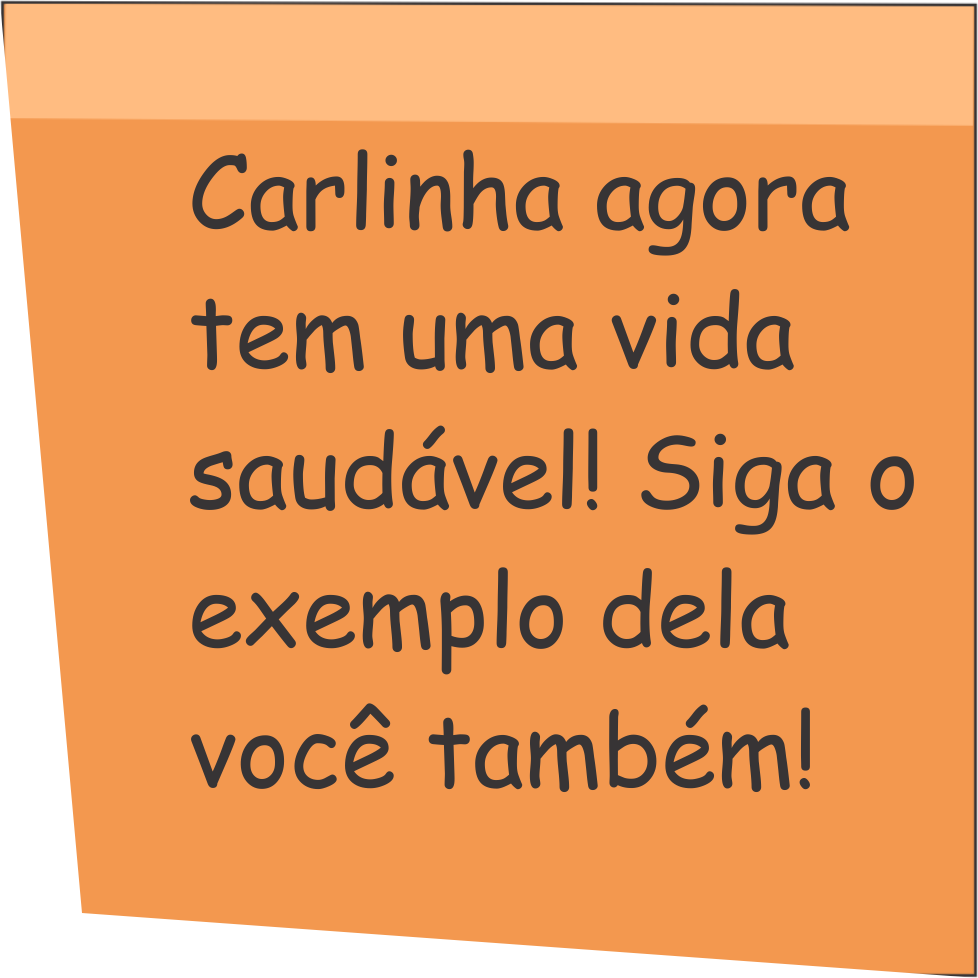 Carlinha agora
tem uma vida
saudável! Siga o
exemplo dela
você também!